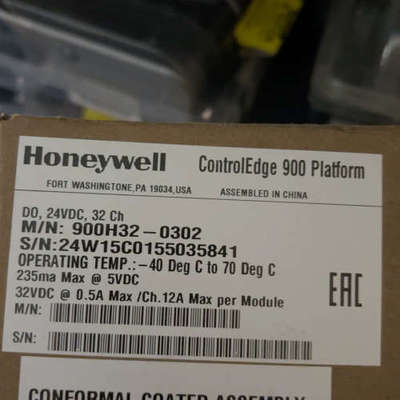 Honeywell
ControlEdge 900 Platform
FORT WASHINGTONE,PA 19034,USA
ASSEMBLED IN CHINA
DO, 24VDC, 32 Ch
M/N: 900H32-0302
S/N:24W15C0155035841
OPERATING TEMP.:-40 Deg C to 70 Deg C
235ma Max @ 5VDC
32VDC @ 0.5A Max /Ch.12A Max per Module
M/N:
EAC
S/N:
CONFORMAL COATED ASSEMBLY